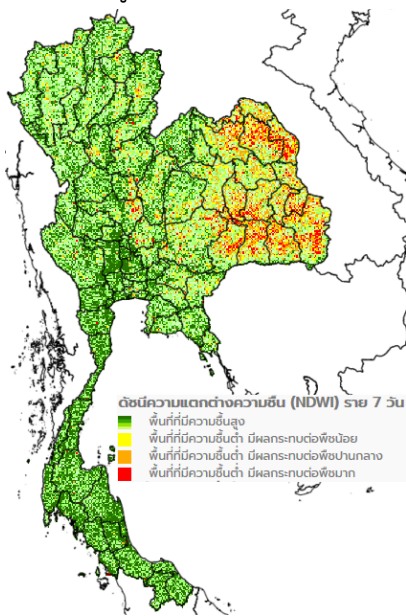 ดัชนีความแตกต่างความชื้น (NDWI) ราย 7 วัน
พื้นที่ที่มีความชื้นสูง
พื้นที่ที่มีความชื้นต่ำ มีผลกระทบต่อพืชน้อย
พื้นที่ที่มีความชื้นต่ำ มีผลกระทบต่อพืชปานกลาง
พื้นที่ที่มีความชื้นต่ำ มีผลกระทบต่อพืชมาก